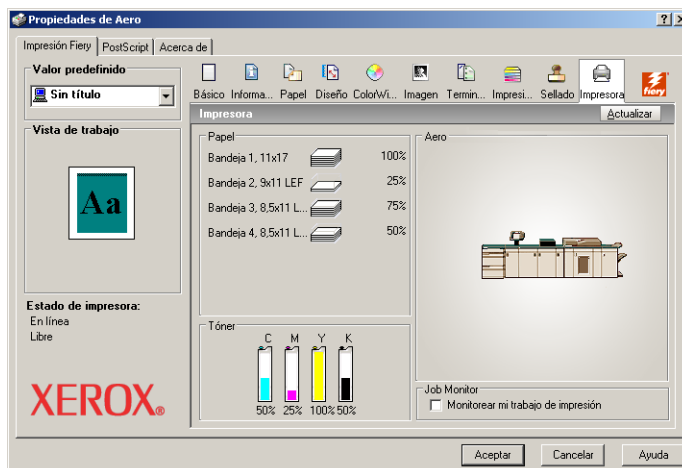 Propiedades de Aero
Impresión Fiery
PostScript
Acerca de
Valor predefinido
Sin título
Básico
Informa...
Papel
Diseño
ColorWi...
Imagen
Termin...
Impresi...
Sellado
Impresora
fiery
Impresora
Actualizar
Vista de trabajo
Aa
Papel
Bandeja 1, 11x17 100%
Bandeja 2, 9x11 LEF 25%
Bandeja 3, 8,5x11 L... 75%
Bandeja 4, 8,5x11 L... 50%
Aero
Estado de impresora:
En línea
Libre
XEROX®
Tóner
C M Y K
50% 25% 100% 50%
Job Monitor
Monitorear mi trabajo de impresión
Aceptar
Cancelar
Ayuda